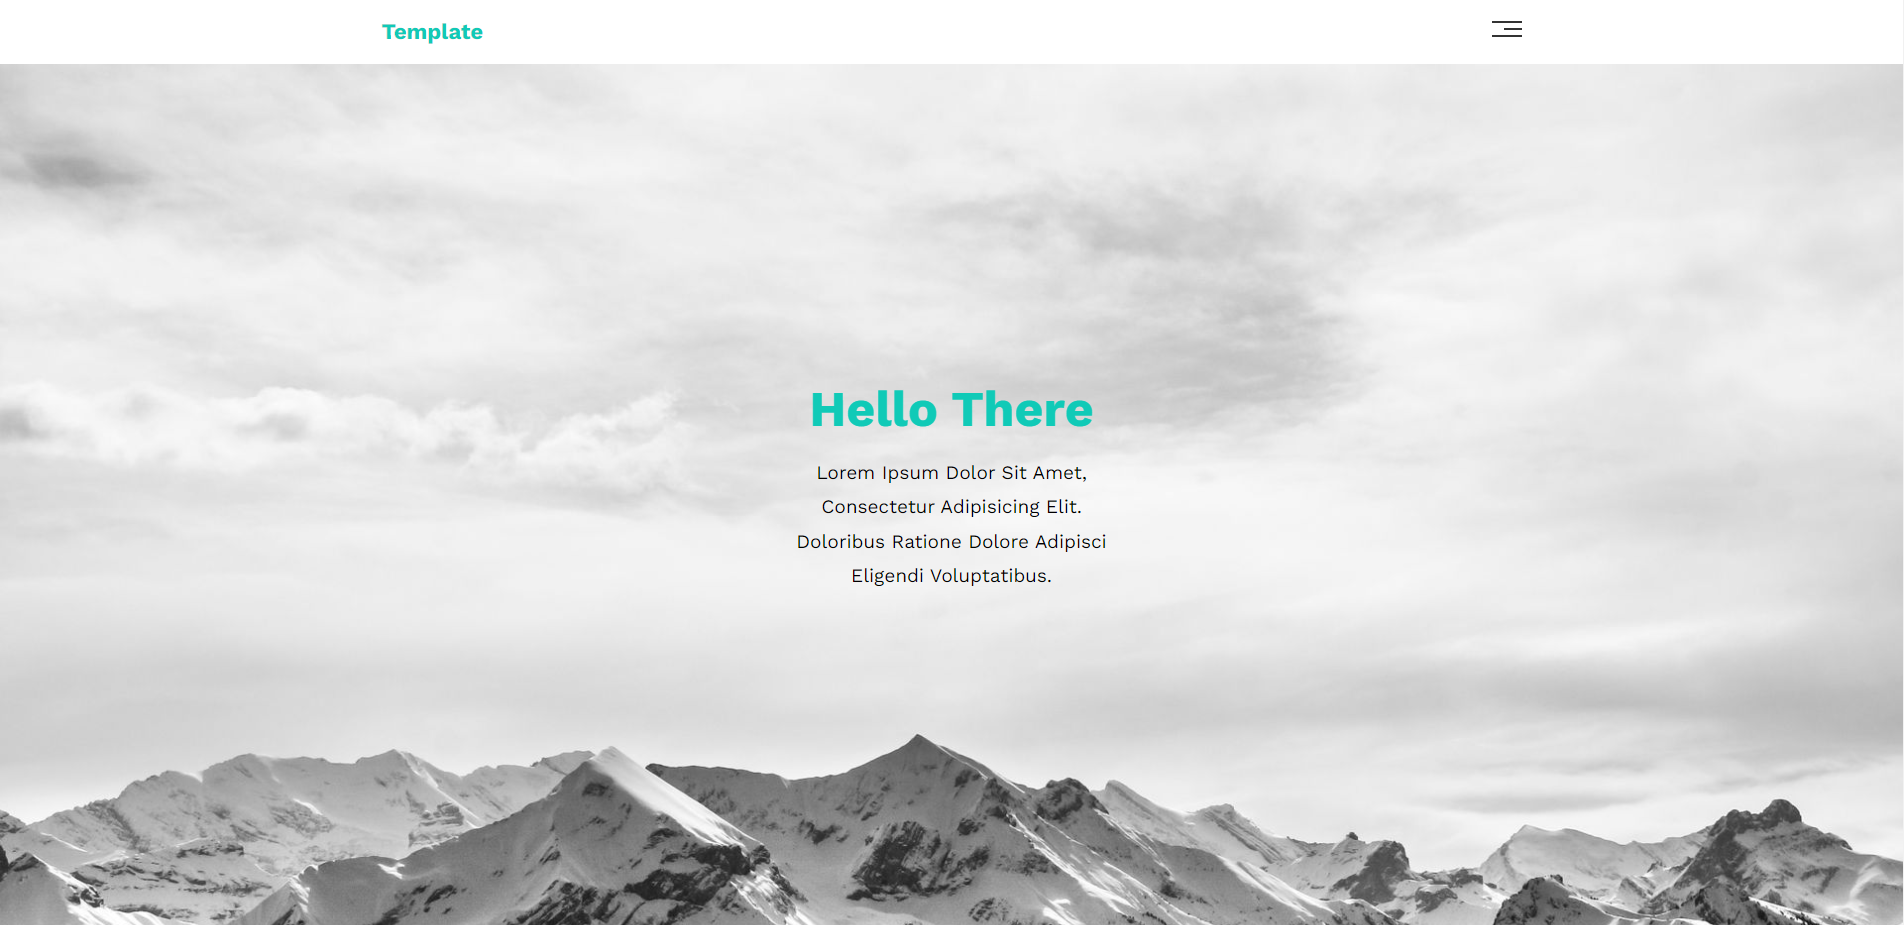 Template
Hello There
Lorem Ipsum Dolor Sit Amet,
Consectetur Adipisicing Elit.
Doloribus Ratione Dolore Adipisci
Eligendi Voluptatibus.